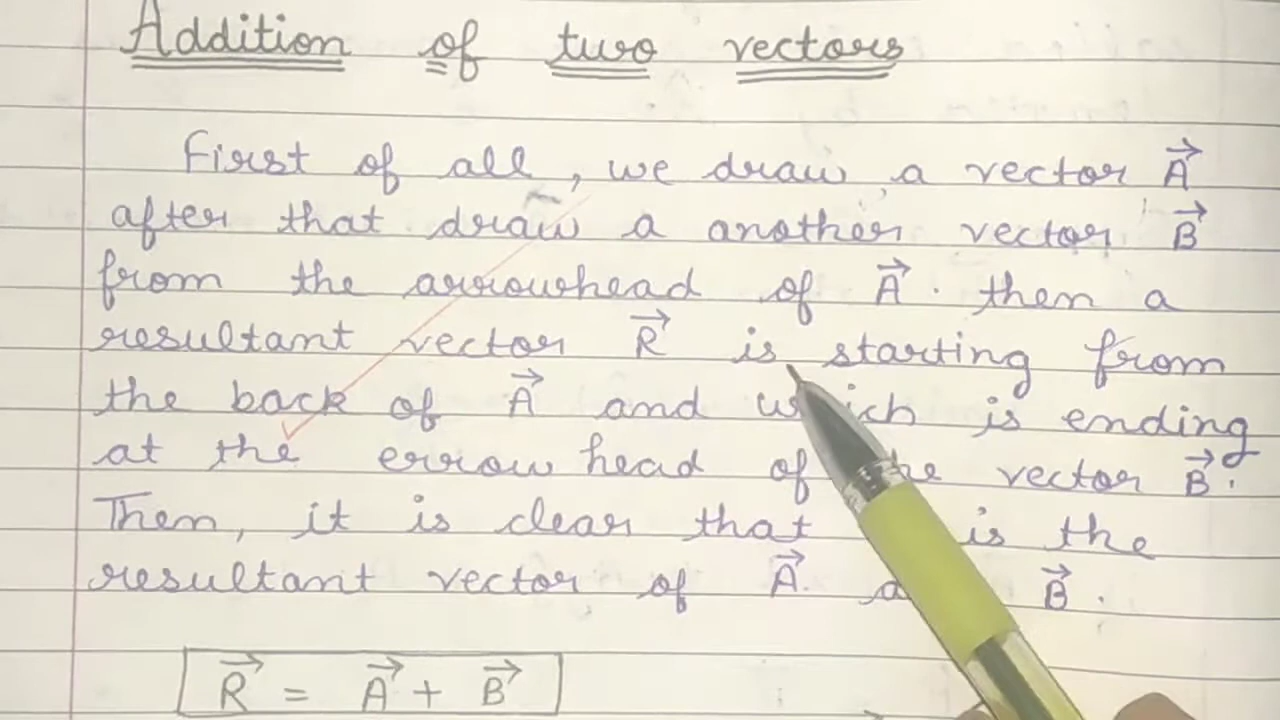 Addition of two vectors
First of all, we draw a vector A⃗
after that draw a another vector B⃗
from the arrowhead of A⃗. then a
resultant vector R⃗ is starting from
the back of A⃗ and which is ending
at the errow head of the vector B⃗.
Then, it is clear that is the
resultant vector of A⃗ B⃗.
R⃗ = A⃗ + B⃗